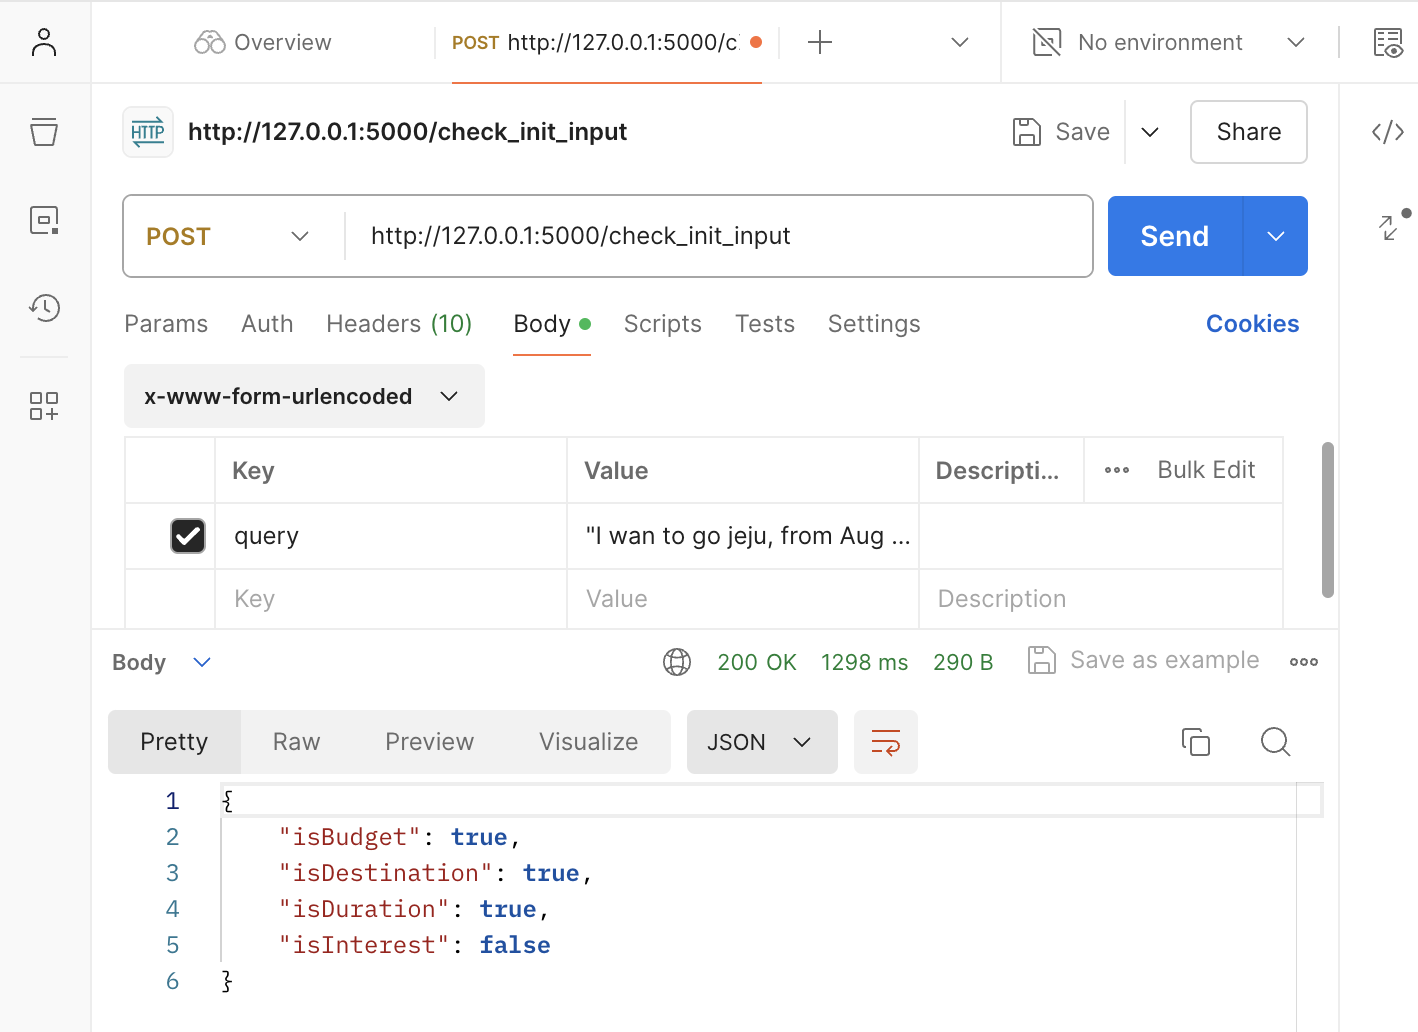 Overview
POST http://127.0.0.1:5000/c
No environment
HTTP http://127.0.0.1:5000/check_init_input
Save
Share
POST http://127.0.0.1:5000/check_init_input
Send
Params Auth Headers (10) Body Scripts Tests Settings
Cookies
x-www-form-urlencoded
Key Value Descripti... Bulk Edit
query "I wan to go jeju, from Aug ...
Key Value Description
Body 200 OK 1298 ms 290 B Save as example
Pretty Raw Preview Visualize JSON
1 {
2 "isBudget": true,
3 "isDestination": true,
4 "isDuration": true,
5 "isInterest": false
6 }